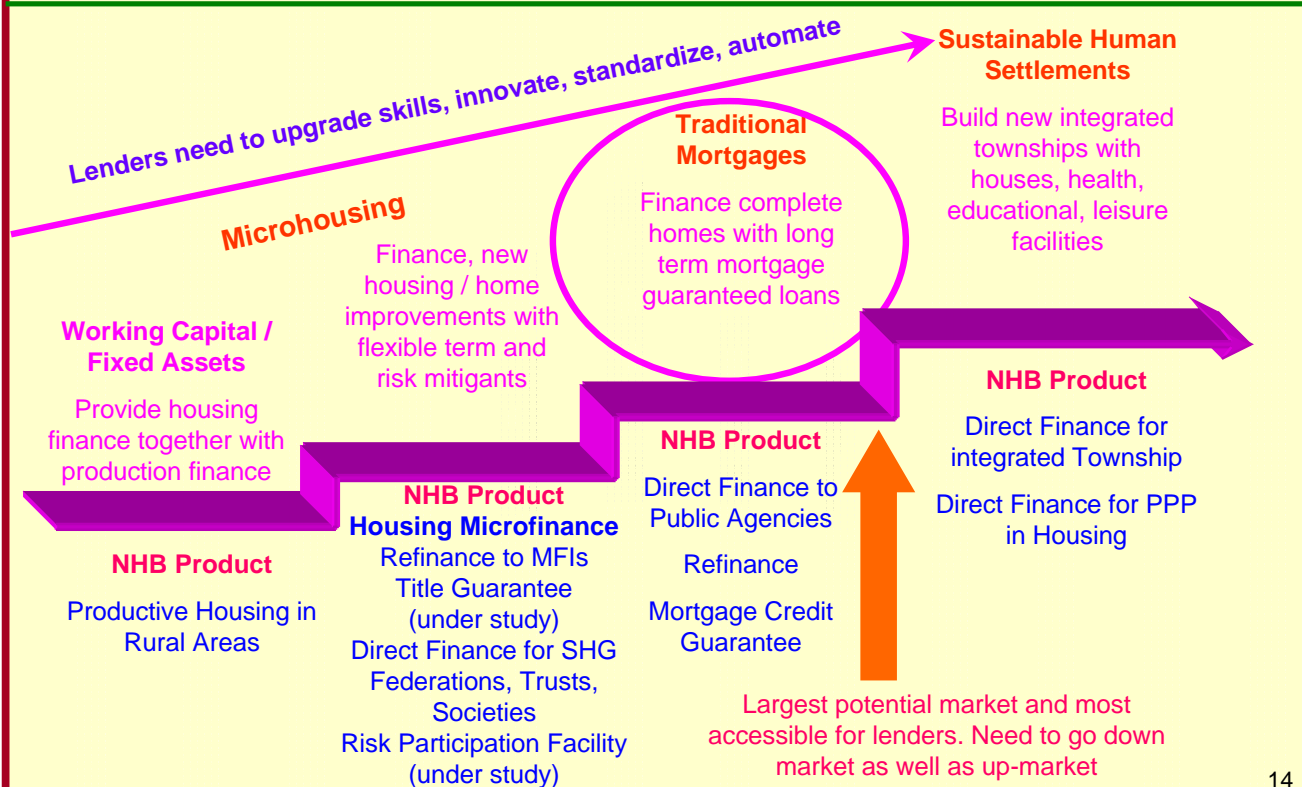 Lenders need to upgrade skills, innovate, standardize, automate
Sustainable Human
Settlements
Build new integrated
townships with
houses, health,
educational, leisure
facilities
Traditional
Mortgages
Finance complete
homes with long
term mortgage
guaranteed loans
Microhousing
Finance, new
housing / home
improvements with
flexible term and
risk mitigants
Working Capital /
Fixed Assets
Provide housing
finance together with
production finance
NHB Product
Productive Housing in
Rural Areas
NHB Product
Housing Microfinance
Refinance to MFIs
Title Guarantee
(under study)
Direct Finance for SHG
Federations, Trusts,
Societies
Risk Participation Facility
(under study)
NHB Product
Direct Finance to
Public Agencies
Refinance
Mortgage Credit
Guarantee
NHB Product
Direct Finance for
integrated Township
Direct Finance for PPP
in Housing
Largest potential market and most
accessible for lenders. Need to go down
market as well as up-market
14